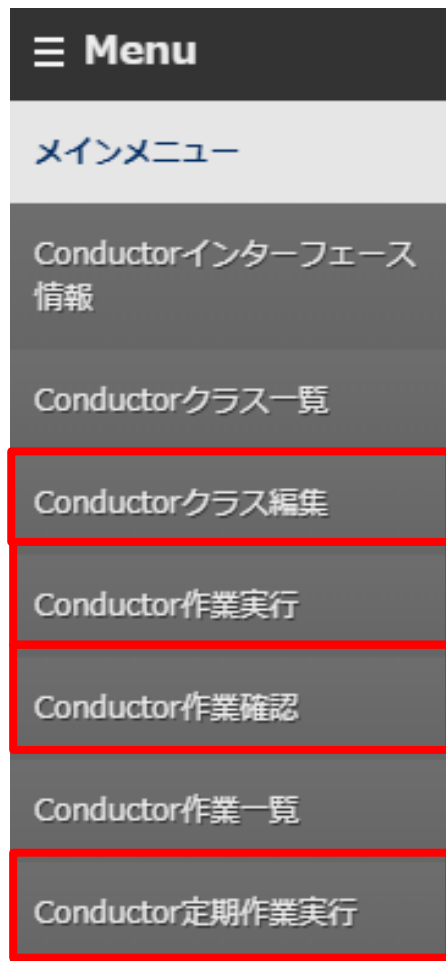 ☰ Menu
メインメニュー
Conductorインターフェース
情報
Conductorクラス一覧
Conductorクラス編集
Conductor作業実行
Conductor作業確認
Conductor作業一覧
Conductor定期作業実行